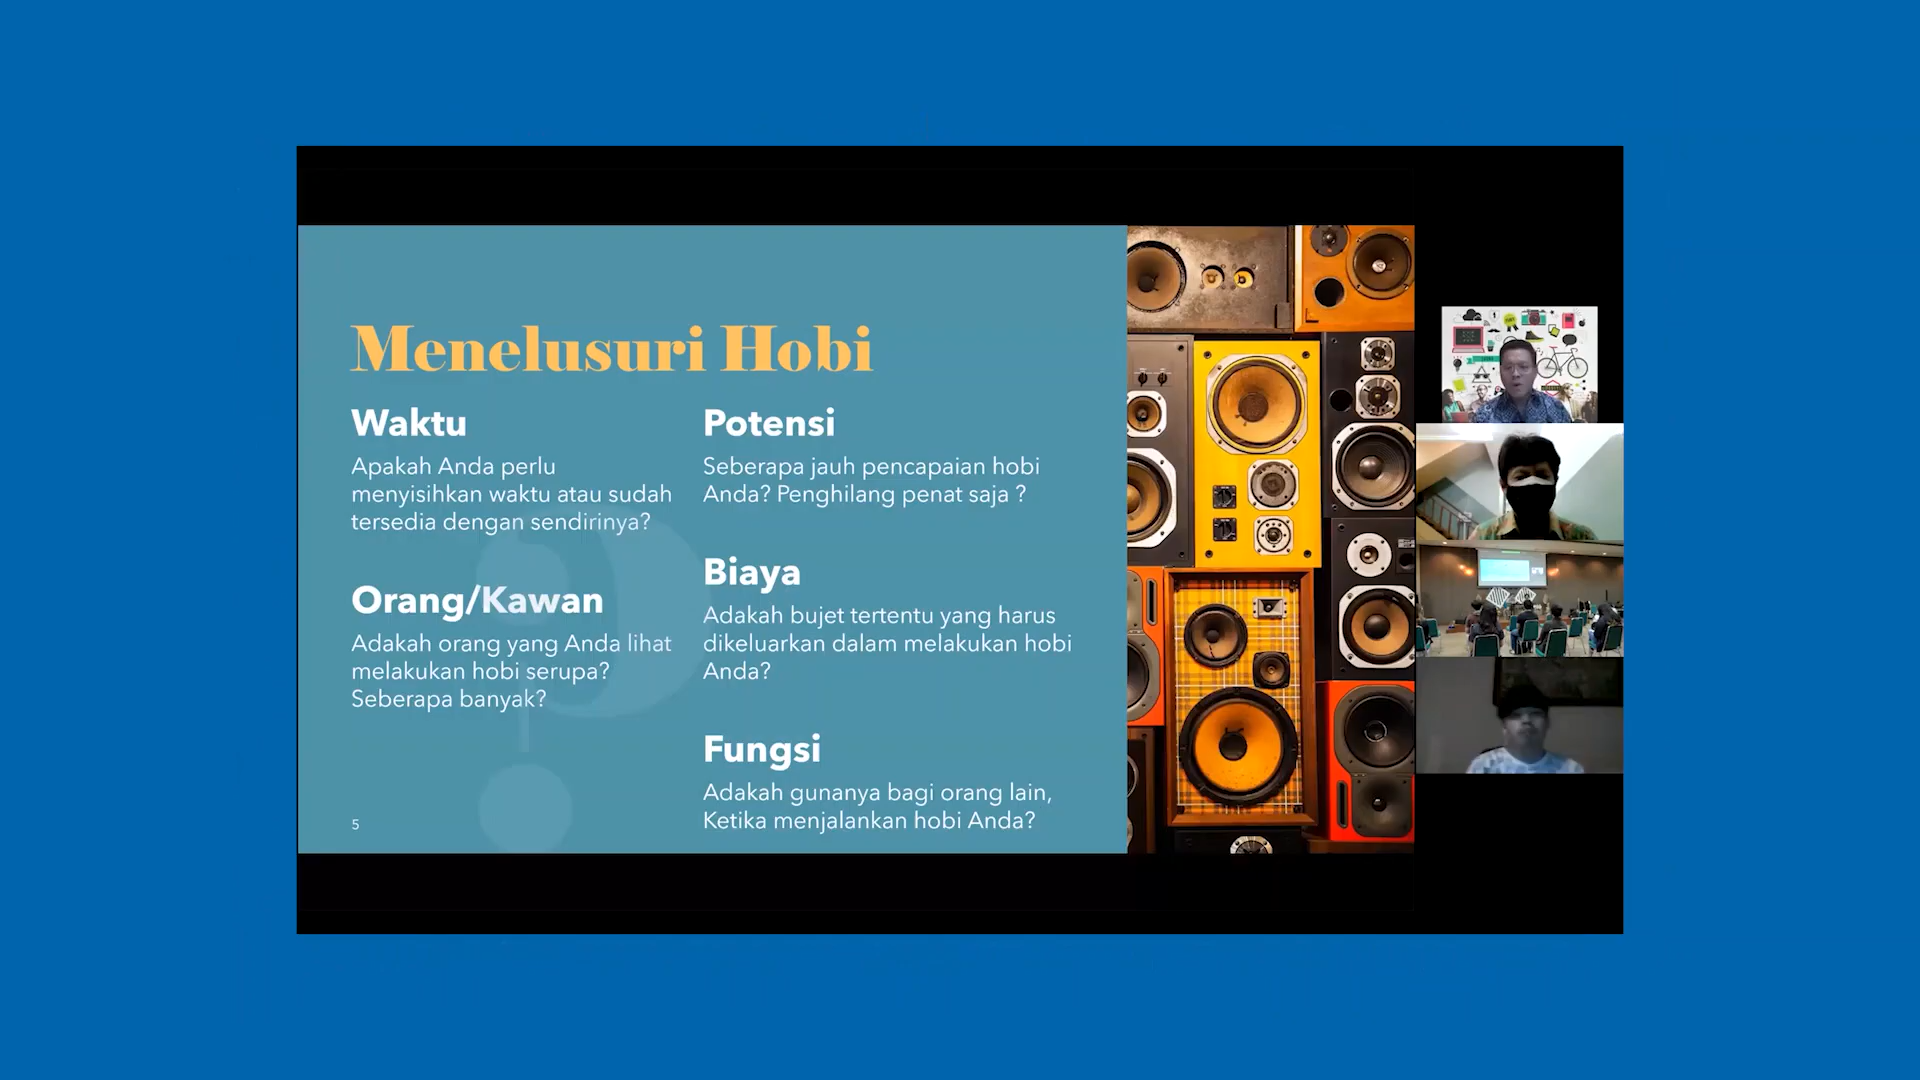 Menelusuri Hobi
Waktu
Apakah Anda perlu
menyisihkan waktu atau sudah
tersedia dengan sendirinya?
Orang/Kawan
Adakah orang yang Anda lihat
melakukan hobi serupa?
Seberapa banyak?
Potensi
Seberapa jauh pencapaian hobi
Anda? Penghilang penat saja ?
Biaya
Adakah bujet tertentu yang harus
dikeluarkan dalam melakukan hobi
Anda?
Fungsi
Adakah gunanya bagi orang lain,
Ketika menjalankan hobi Anda?
5